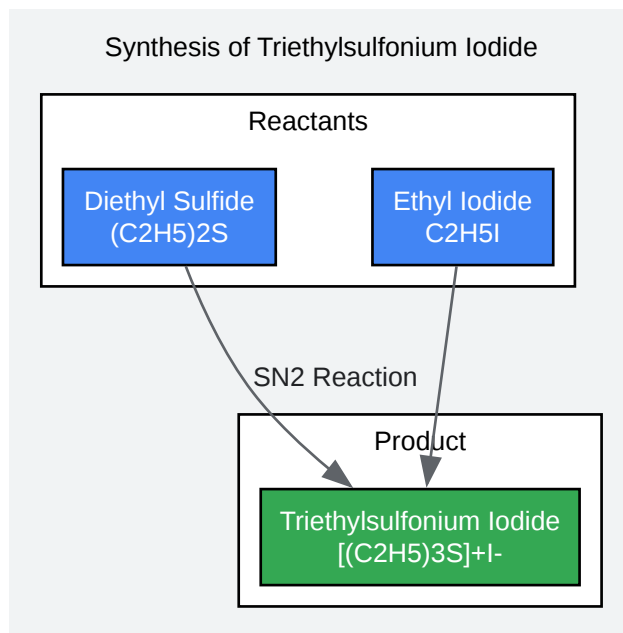 Synthesis of Triethylsulfonium Iodide
Reactants
Diethyl Sulfide
(C2H5)2S
Ethyl Iodide
C2H5I
SN2 Reaction
Product
Triethylsulfonium Iodide
[(C2H5)3S]+I-